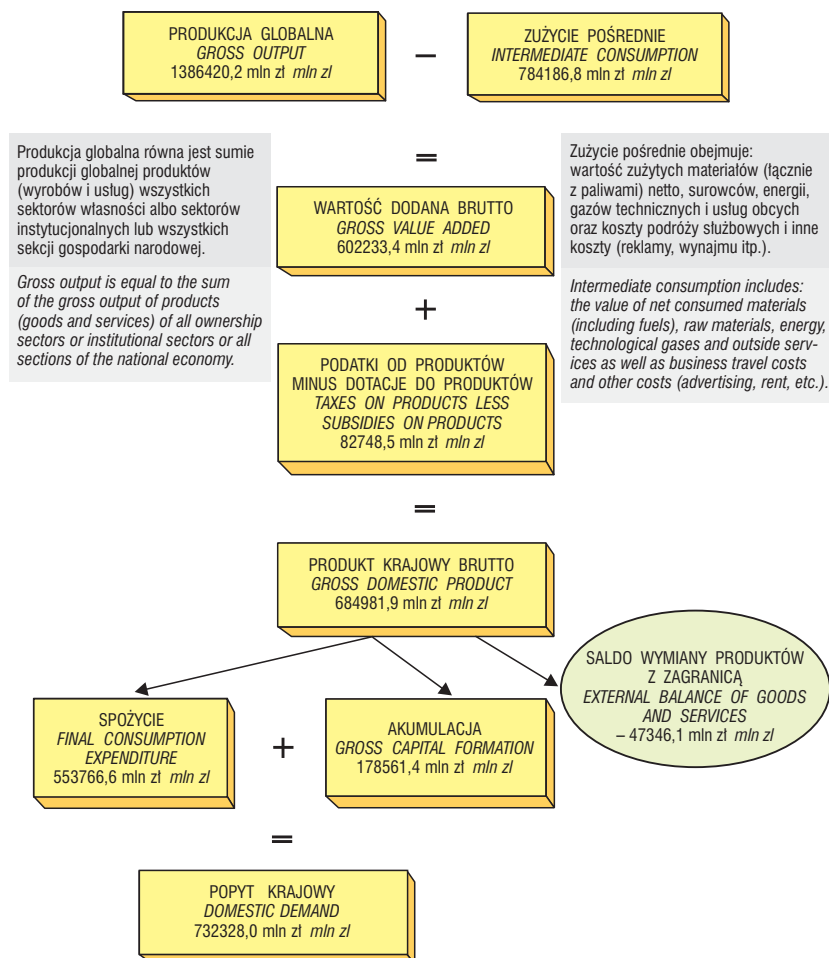 PRODUKCJA GLOBALNA
GROSS OUTPUT
1386420,2 mln zł mln zl
–
ZUŻYCIE POŚREDNIE
INTERMEDIATE CONSUMPTION
784186,8 mln zł mln zl
=
Produkcja globalna równa jest sumie
produkcji globalnej produktów
(wyrobów i usług) wszystkich
sektorów własności albo sektorów
instytucjonalnych lub wszystkich
sekcji gospodarki narodowej.
Gross output is equal to the sum
of the gross output of products
(goods and services) of all ownership
sectors or institutional sectors or all
sections of the national economy.
WARTOŚĆ DODANA BRUTTO
GROSS VALUE ADDED
602233,4 mln zł mln zl
Zużycie pośrednie obejmuje:
wartość zużytych materiałów (łącznie
z paliwami) netto, surowców, energii,
gazów technicznych i usług obcych
oraz koszty podróży służbowych i inne
koszty (reklamy, wynajmu itp.).
Intermediate consumption includes:
the value of net consumed materials
(including fuels), raw materials, energy,
technological gases and outside serv-
ices as well as business travel costs
and other costs (advertising, rent, etc.).
+
PODATKI OD PRODUKTÓW
MINUS DOTACJE DO PRODUKTÓW
TAXES ON PRODUCTS LESS
SUBSIDIES ON PRODUCTS
82748,5 mln zł mln zl
=
PRODUKT KRAJOWY BRUTTO
GROSS DOMESTIC PRODUCT
684981,9 mln zł mln zl
SPOŻYCIE
FINAL CONSUMPTION
EXPENDITURE
553766,6 mln zł mln zl
+
AKUMULACJA
GROSS CAPITAL FORMATION
178561,4 mln zł mln zl
SALDO WYMIANY PRODUKTÓW
Z ZAGRANICĄ
EXTERNAL BALANCE OF GOODS
AND SERVICES
– 47346,1 mln zł mln zl
=
POPYT KRAJOWY
DOMESTIC DEMAND
732328,0 mln zł mln zl